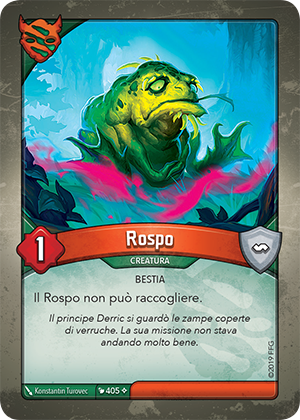 1
Rospo
CREATURA
BESTIA
Il Rospo non può raccogliere.
Il principe Derric si guardò le zampe coperte
di verruche. La sua missione non stava
andando molto bene.
©2019 FFG
Konstantin Turovec
405